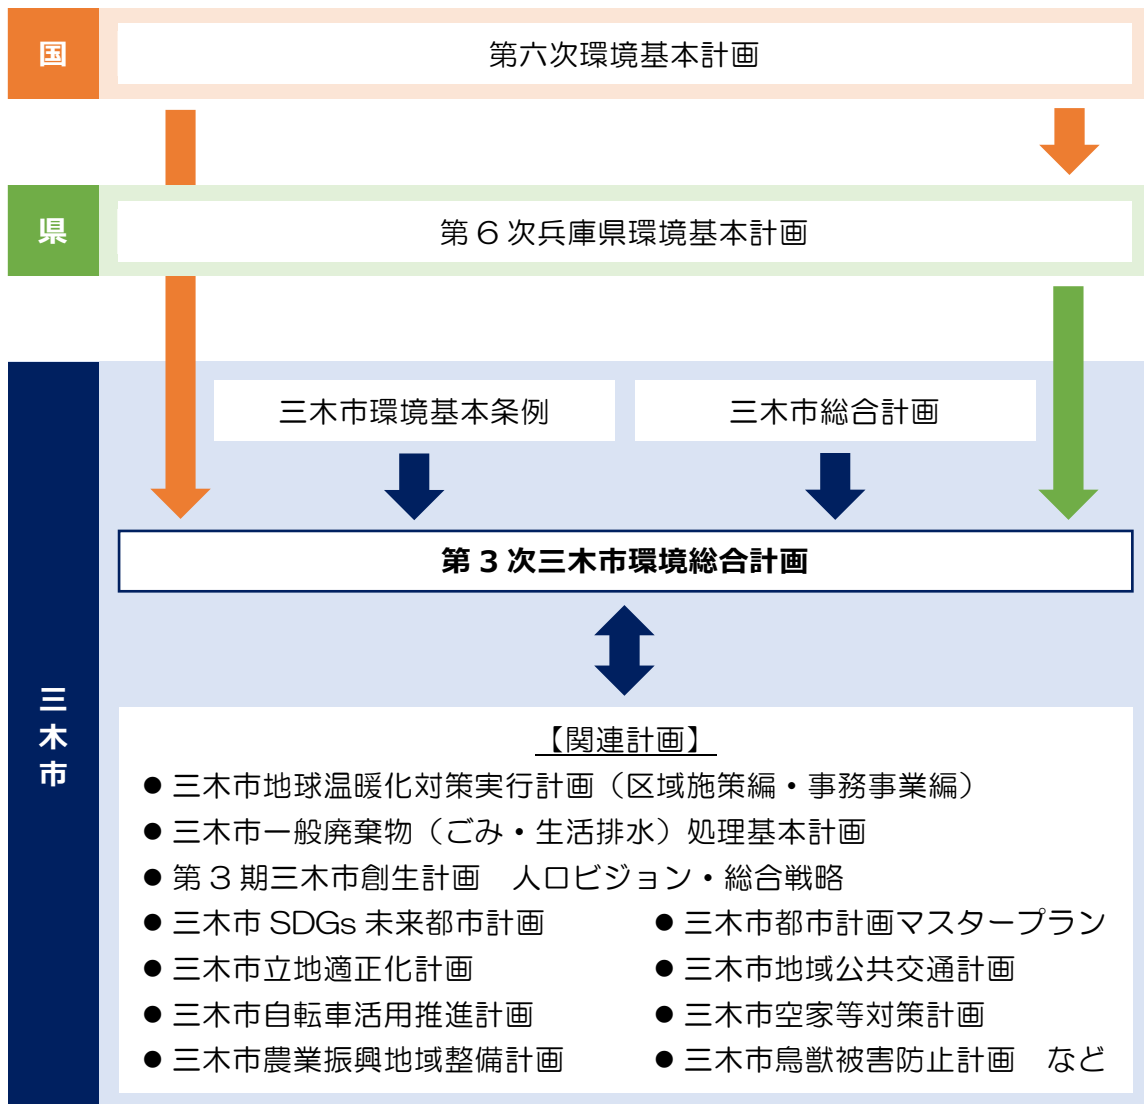 国
第六次環境基本計画
県
第6次兵庫県環境基本計画
三木市
三木市環境基本条例
三木市総合計画
第3次三木市環境総合計画
【関連計画】
● 三木市地球温暖化対策実行計画（区域施策編・事務事業編）
● 三木市一般廃棄物（ごみ・生活排水）処理基本計画
● 第3期三木市創生計画　人口ビジョン・総合戦略
● 三木市 SDGs 未来都市計画
● 三木市都市計画マスタープラン
● 三木市立地適正化計画
● 三木市地域公共交通計画
● 三木市自転車活用推進計画
● 三木市空家等対策計画
● 三木市農業振興地域整備計画
● 三木市鳥獣被害防止計画　など